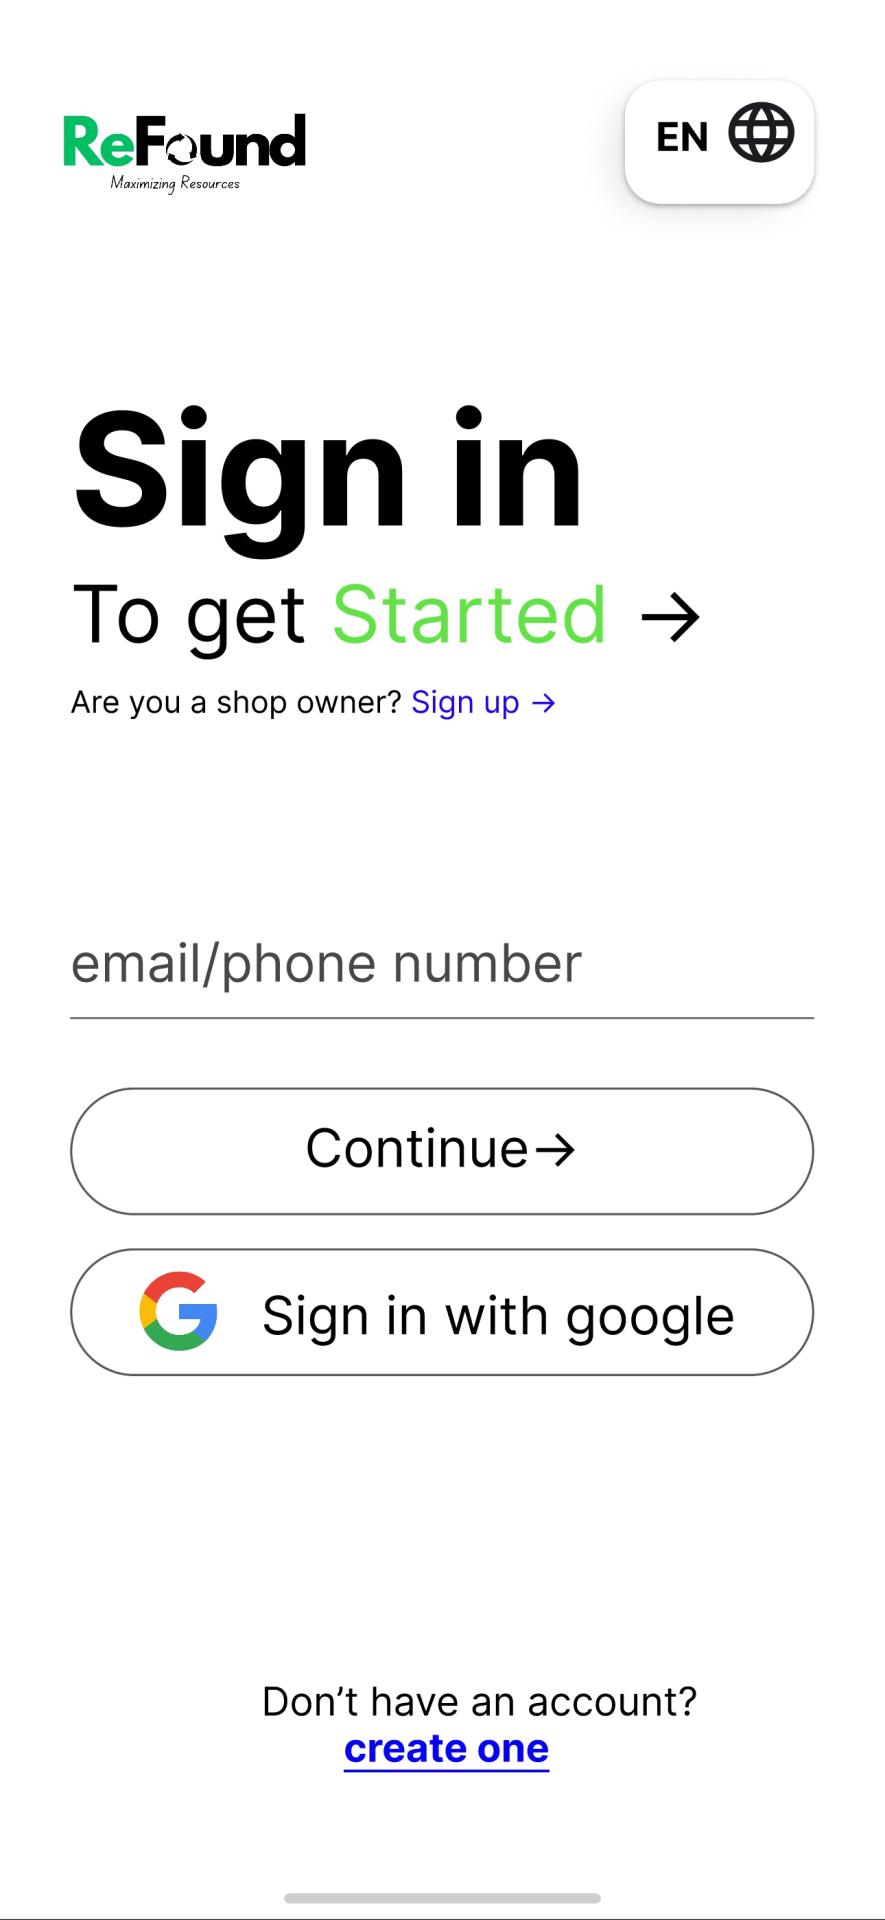 ReFound
Maximizing Resources
EN
Sign in
To get Started →
Are you a shop owner? Sign up →
email/phone number
Continue→
Sign in with google
Don’t have an account?
create one